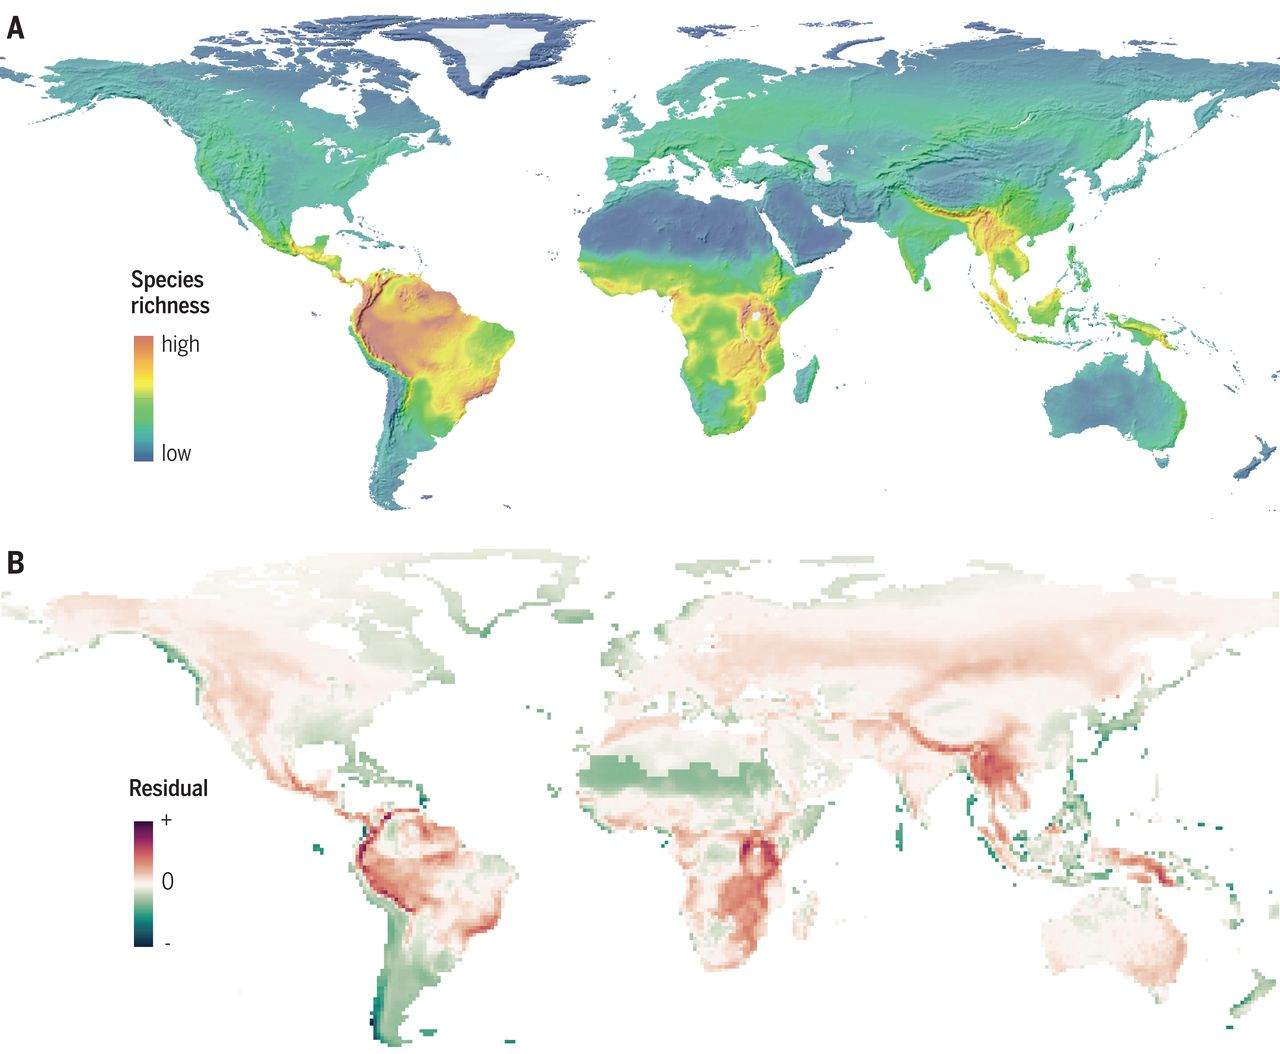 A
Species
richness
high
low
B
Residual
+
0
-